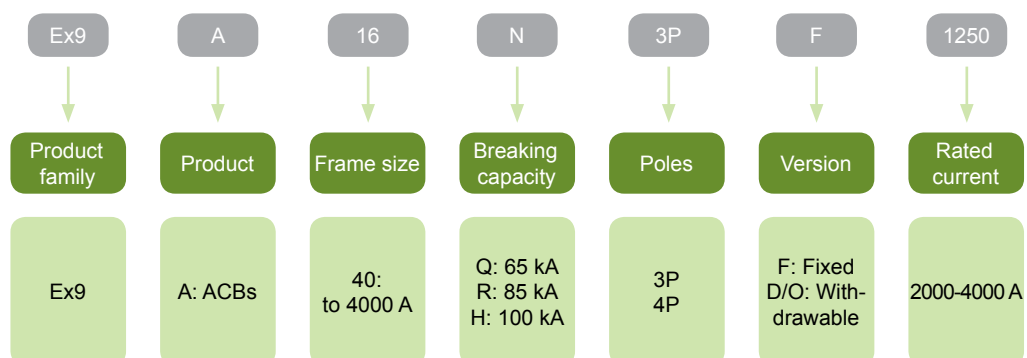 Ex9
A
16
N
3P
F
1250
Product
family
Product
Frame size
Breaking
capacity
Poles
Version
Rated
current
Ex9
A: ACBs
40:
to 4000 A
Q: 65 kA
R: 85 kA
H: 100 kA
3P
4P
F: Fixed
D/O: With-
drawable
2000-4000 A